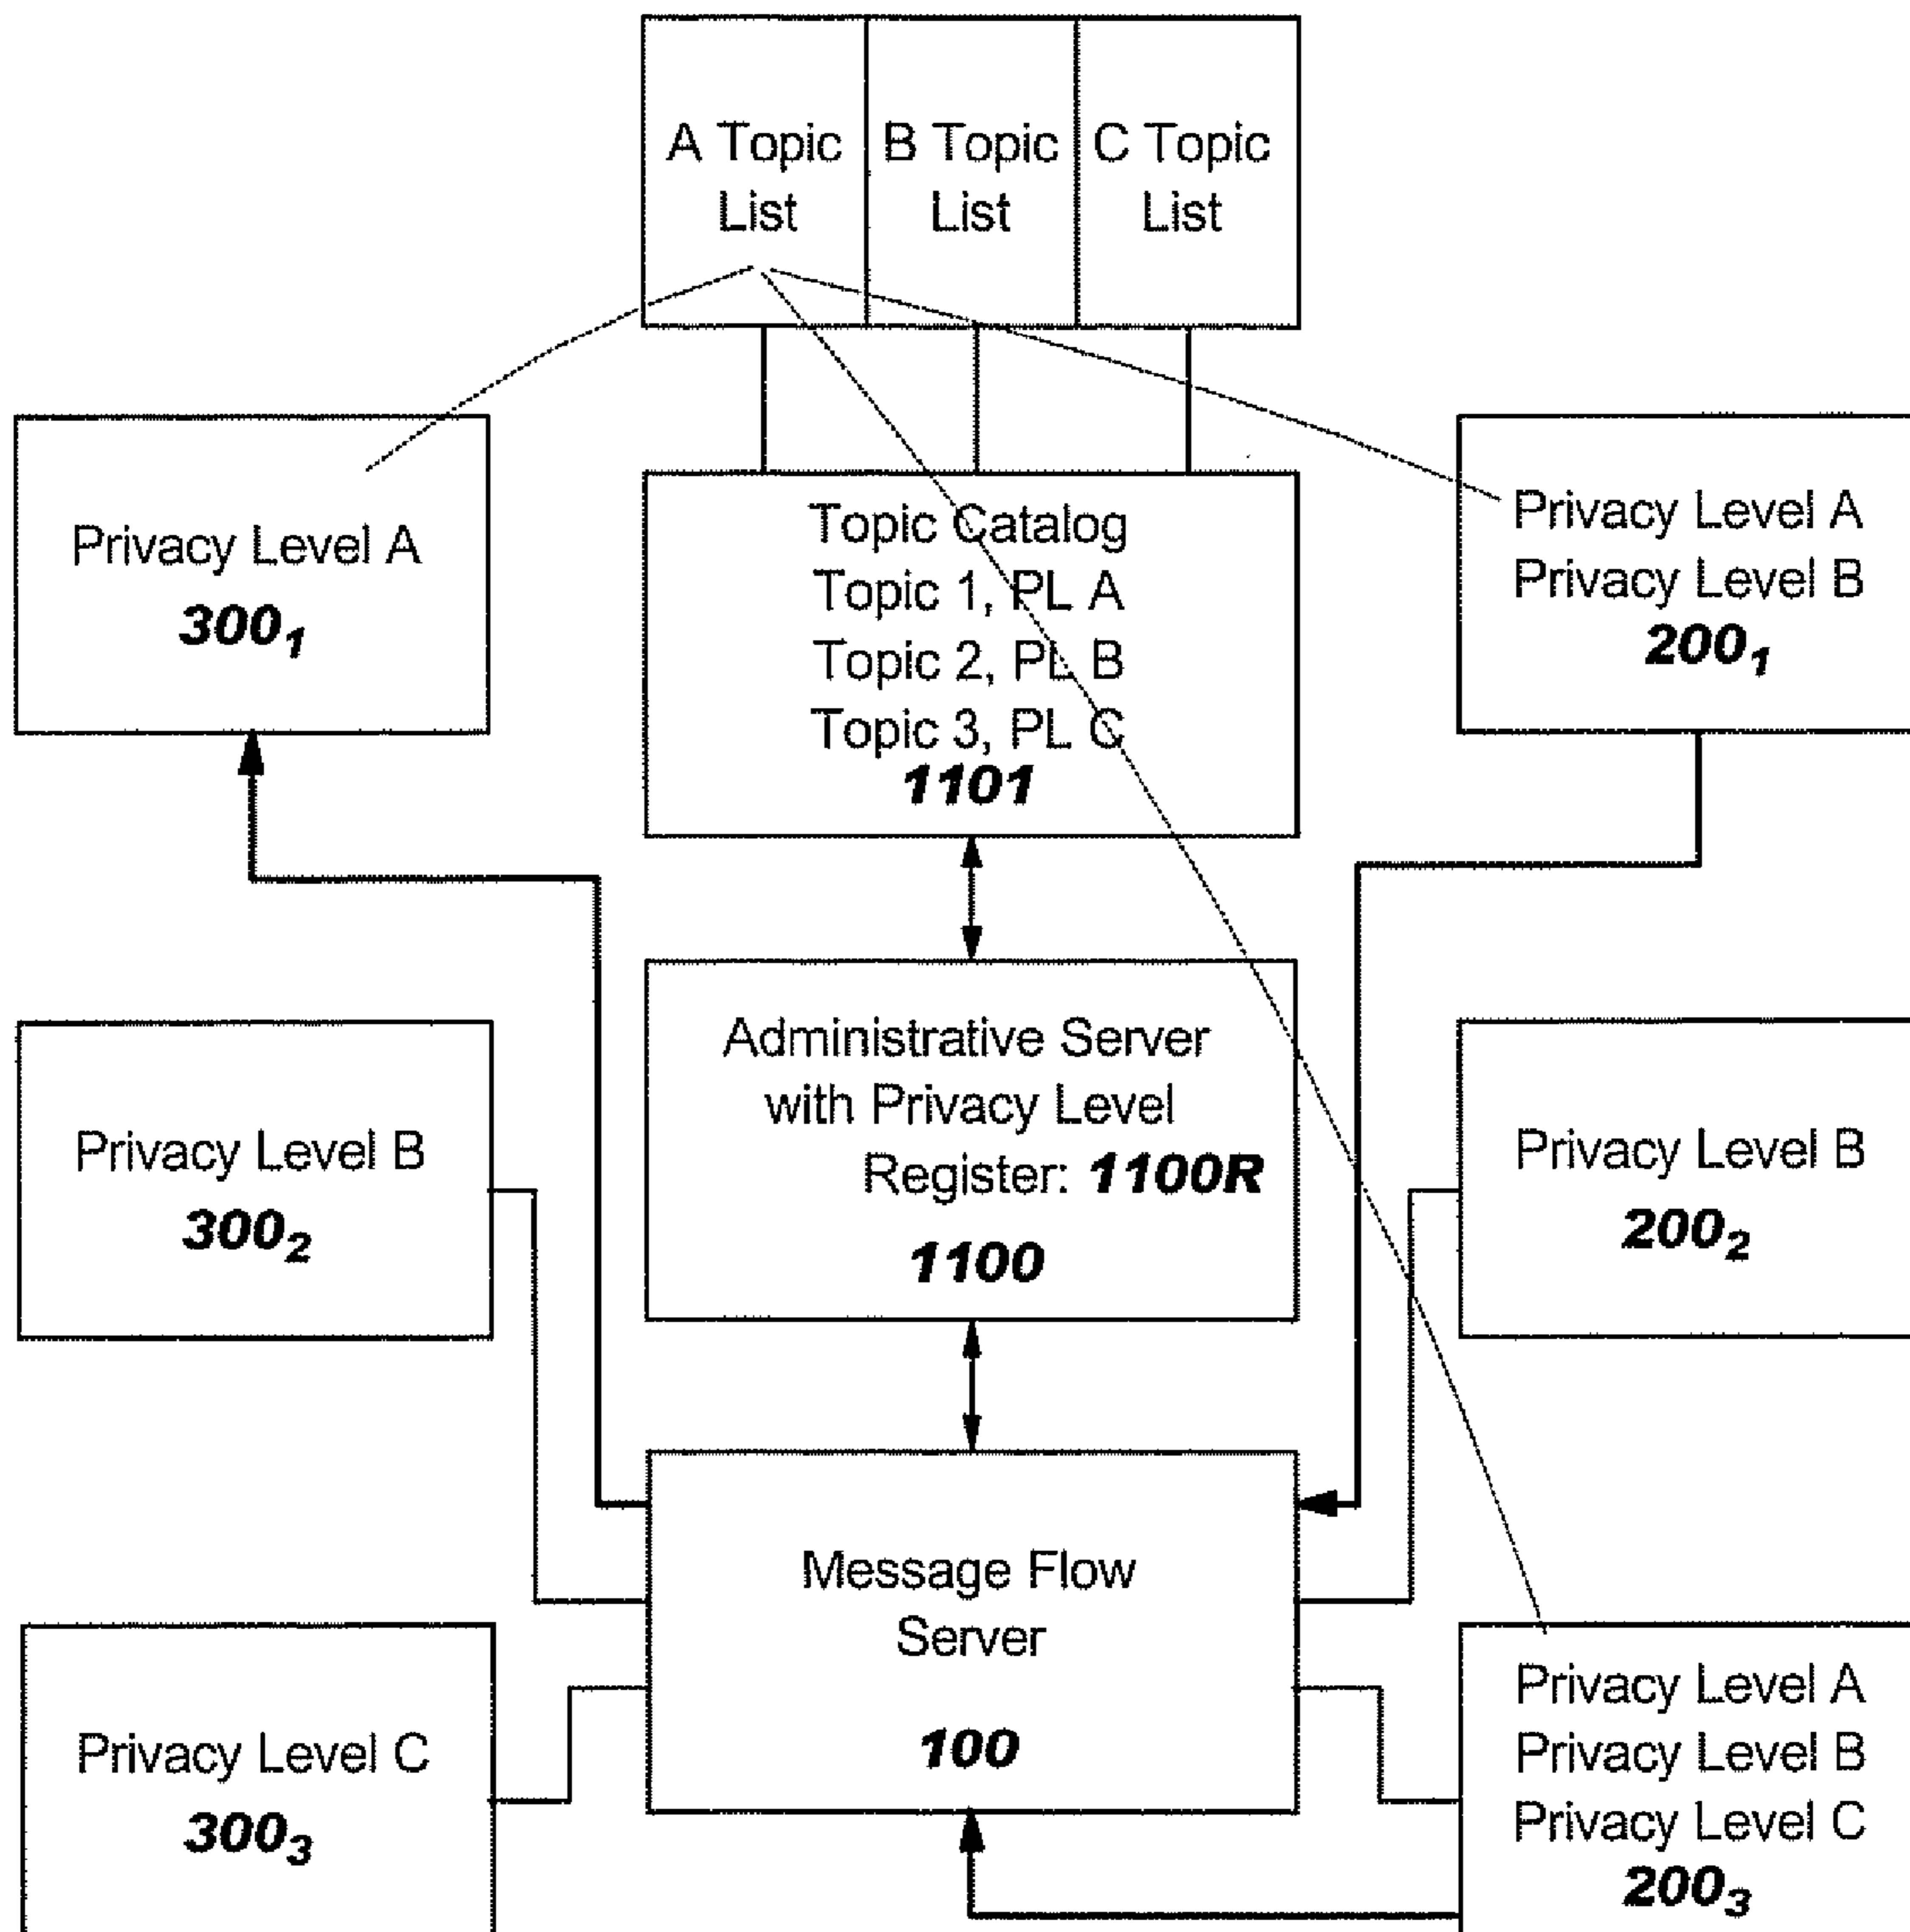 A Topic
List
B Topic
List
C Topic
List
Privacy Level A
300₁
Topic Catalog
Topic 1, PL A
Topic 2, PL B
Topic 3, PL C
1101
Privacy Level A
Privacy Level B
200₁
Privacy Level B
300₂
Administrative Server
with Privacy Level
Register: 1100R
1100
Privacy Level B
200₂
Privacy Level C
300₃
Message Flow
Server
100
Privacy Level A
Privacy Level B
Privacy Level C
200₃